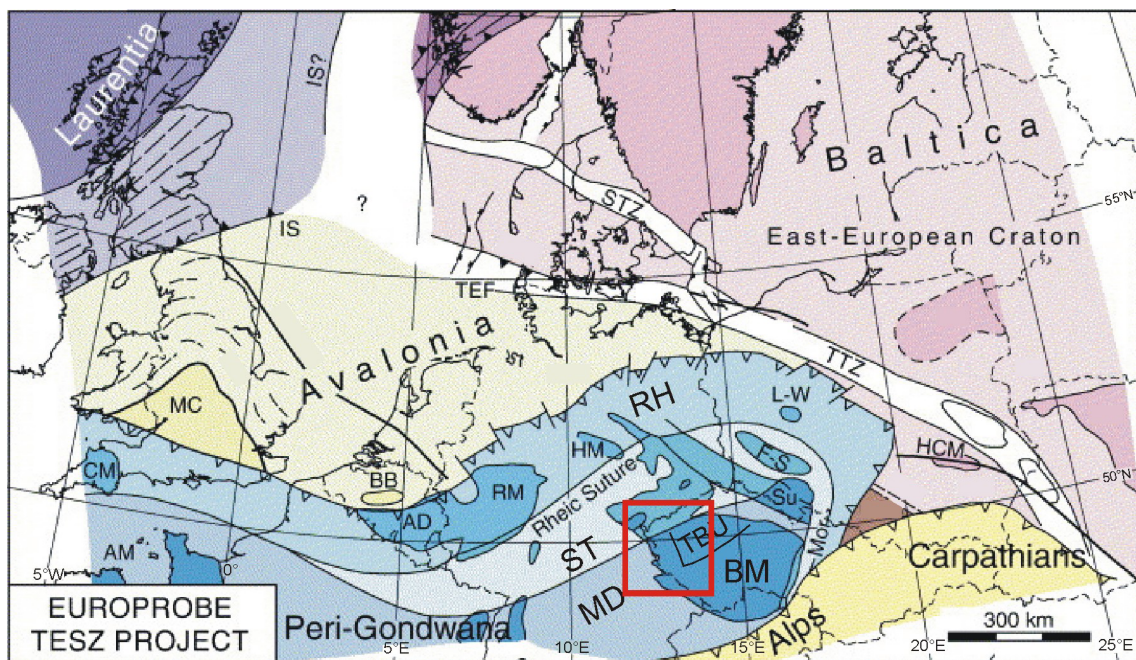 Laurentia
IS?
Baltica
STZ
55°N
?
IS
East-European Craton
TEF
Avalonia
TTZ
RH
L-W
MC
HM
F-S
HCM
CM
BB
RM
Rheic Suture
Su
50°N
AD
TBU
Mor.
AM
ST
BM
Carpathians
5°W
0°
MD
EUROPROBE
TESZ PROJECT
Peri-Gondwana
Alps
300 km
5°E
10°E
15°E
20°E
25°E